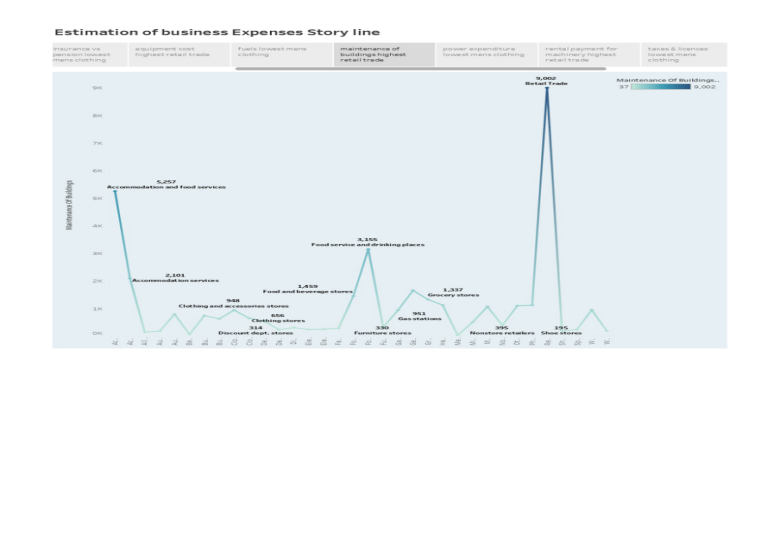 Estimation of business Expenses Story line
insurance vs
pension lowest
mens clothing
equipment cost
highest retail trade
fuels lowest mens
clothing
maintenance of
buildings highest
retail trade
power expenditure
lowest mens clothing
rental payment for
machinery highest
retail trade
taxes & licences
lowest mens
clothing
Maintenance Of Buildings..
37 9,002
9,002
Retail Trade
Maintenance Of Buildings
9K
8K
7K
6K
5K
4K
3K
2K
1K
0K
5,257
Accommodation and food services
3,155
Food service and drinking places
2,101
Accommodation services
1,459
Food and beverage stores
1,337
Grocery stores
948
Clothing and accessories stores
951
Gas stations
656
Clothing stores
314
Discount dept. stores
330
Furniture stores
395
Nonstore retailers
195
Shoe stores